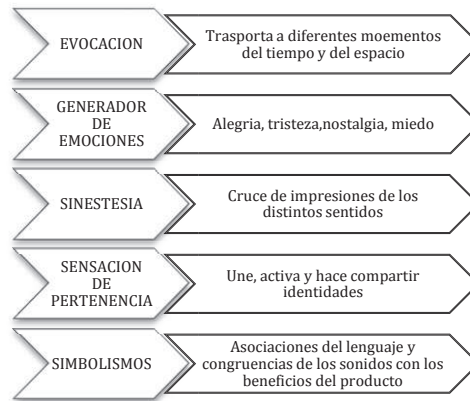 EVOCACION
Trasporta a diferentes moementos
del tiempo y del espacio
GENERADOR
DE
EMOCIONES
Alegria, tristeza,nostalgia, miedo
SINESTESIA
Cruce de impresiones de los
distintos sentidos
SENSACION
DE
PERTENENCIA
Une, activa y hace compartir
identidades
SIMBOLISMOS
Asociaciones del lenguaje y
congruencias de los sonidos con los
beneficios del producto